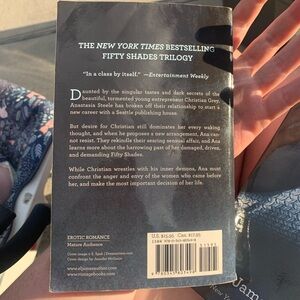 THE NEW YORK TIMES BESTSELLING
FIFTY SHADES TRILOGY
"In a class by itself." —Entertainment Weekly
Daunted by the singular tastes and dark secrets of the
beautiful, tormented young entrepreneur Christian Grey,
Anastasia Steele has broken off their relationship to start a
new career with a Seattle publishing house.
But desire for Christian still dominates her every waking
thought, and when he proposes a new arrangement, Ana can-
not resist. They rekindle their searing sensual affair, and Ana
learns more about the harrowing past of her damaged, driven,
and demanding Fifty Shades.
While Christian wrestles with his inner demons, Ana must
confront the anger and envy of the women who came before
her, and make the most important decision of her life.
EROTIC ROMANCE
Mature Audience
U.S. $15.95 Can. $17.95
www.vintagebooks.com
Jam